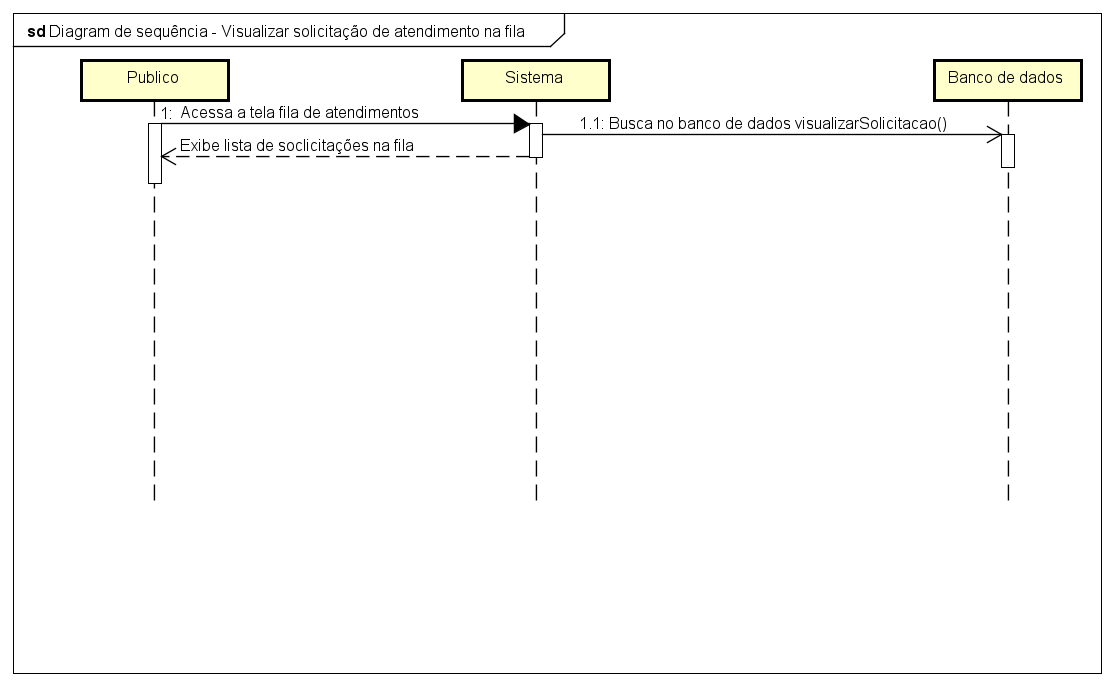 sd Diagram de sequência - Visualizar solicitação de atendimento na fila
Publico
Sistema
Banco de dados
1: Acessa a tela fila de atendimentos
1.1: Busca no banco de dados visualizarSolicitacao()
Exibe lista de soclicitações na fila